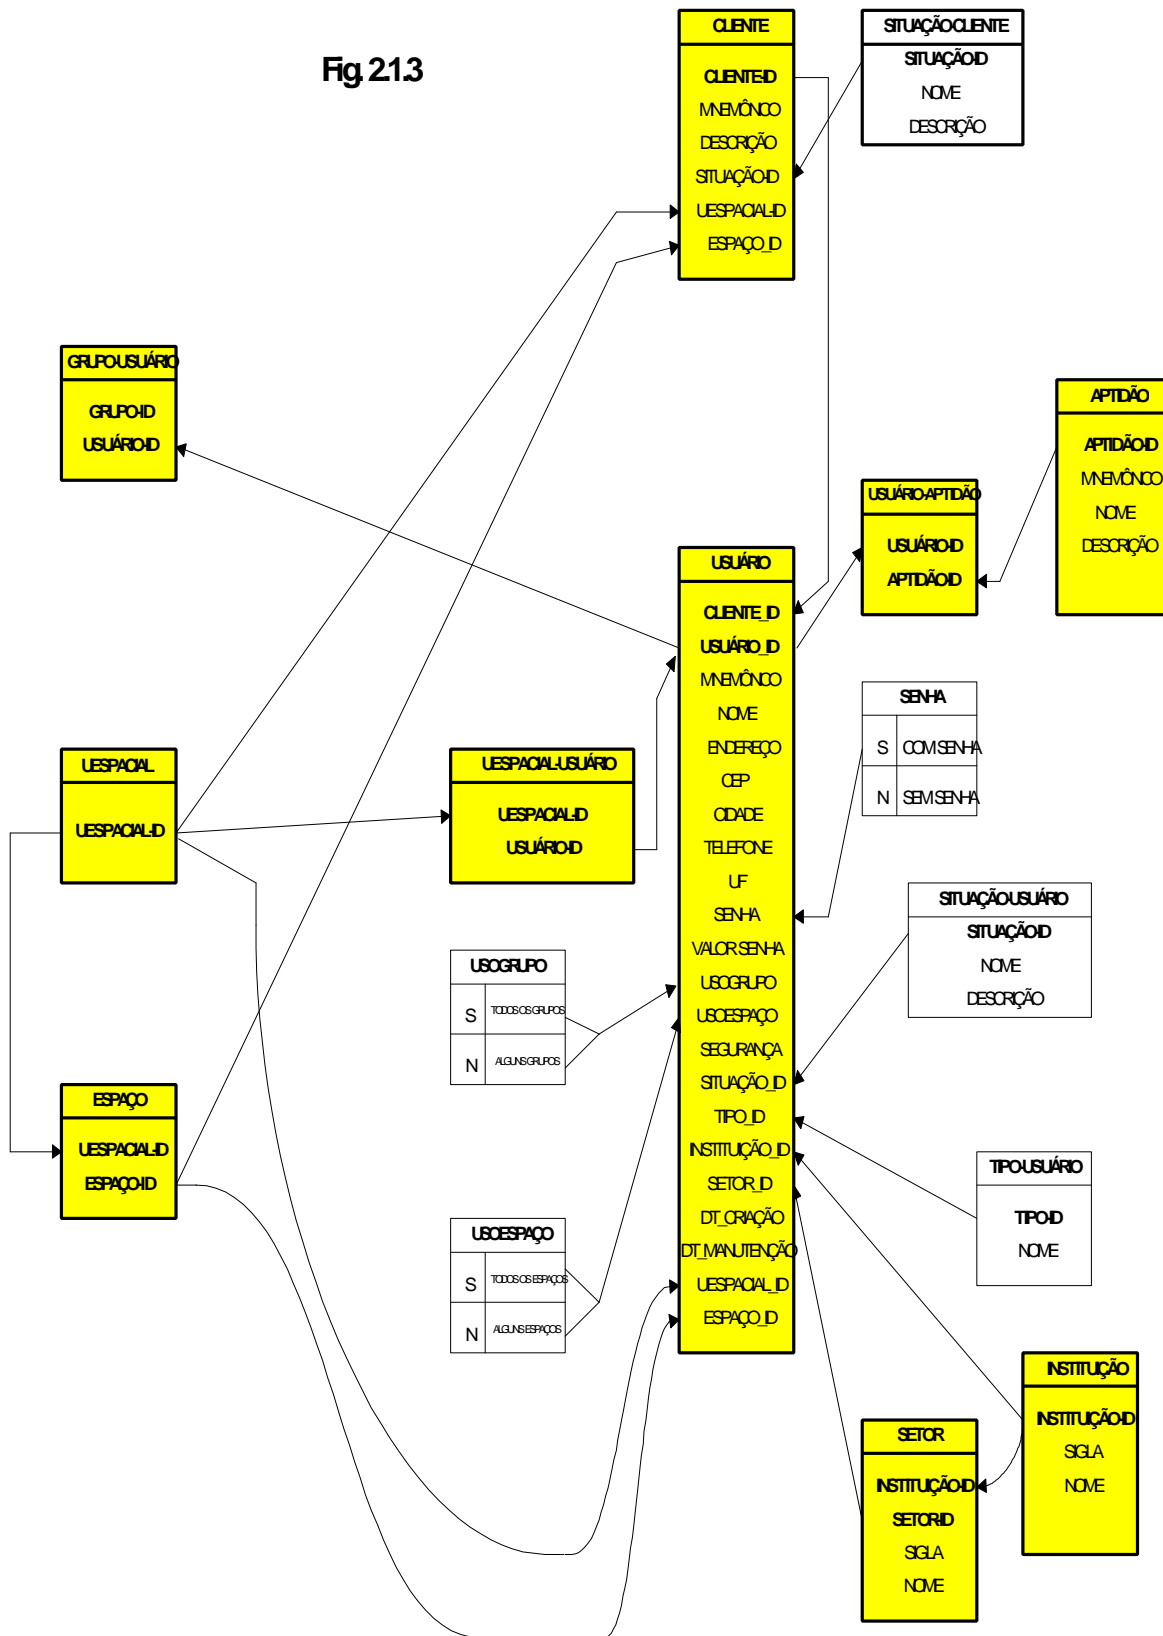 Fig. 2.1.3
CLIENTE
CLIENTE-ID
MNEMÔNICO
DESCRIÇÃO
SITUAÇÃO-ID
UESPACIAL-ID
ESPAÇO_ID
SITUAÇÃO-CLIENTE
SITUAÇÃO-ID
NOME
DESCRIÇÃO
GRUPO-USUÁRIO
GRUPO-ID
USUÁRIO-ID
APTIDÃO
APTIDÃO-ID
MNEMÔNICO
NOME
DESCRIÇÃO
USUÁRIO-APTIDÃO
USUÁRIO-ID
APTIDÃO-ID
USUÁRIO
CLIENTE_ID
USUÁRIO_ID
MNEMÔNICO
NOME
ENDEREÇO
CEP
CIDADE
TELEFONE
UF
SENHA
VALOR SENHA
USOGRUPO
USOESPAÇO
SEGURANÇA
SITUAÇÃO_ID
TIPO_ID
INSTITUIÇÃO_ID
SETOR_ID
DT_CRIAÇÃO
DT_MANUTENÇÃO
UESPACIAL_ID
ESPAÇO_ID
SENHA
S COM SENHA
N SEM SENHA
UESPACIAL
UESPACIAL-ID
UESPACIAL-USUÁRIO
UESPACIAL-ID
USUÁRIO-ID
SITUAÇÃO-USUÁRIO
SITUAÇÃO-ID
NOME
DESCRIÇÃO
USOGRUPO
S TODOS OS GRUPOS
N ALGUNS GRUPOS
ESPAÇO
UESPACIAL-ID
ESPAÇO-ID
TIPO-USUÁRIO
TIPO-ID
NOME
USOESPAÇO
S TODOS OS ESPAÇOS
N ALGUNS ESPAÇOS
INSTITUIÇÃO
INSTITUIÇÃO-ID
SIGLA
NOME
SETOR
INSTITUIÇÃO-ID
SETOR-ID
SIGLA
NOME